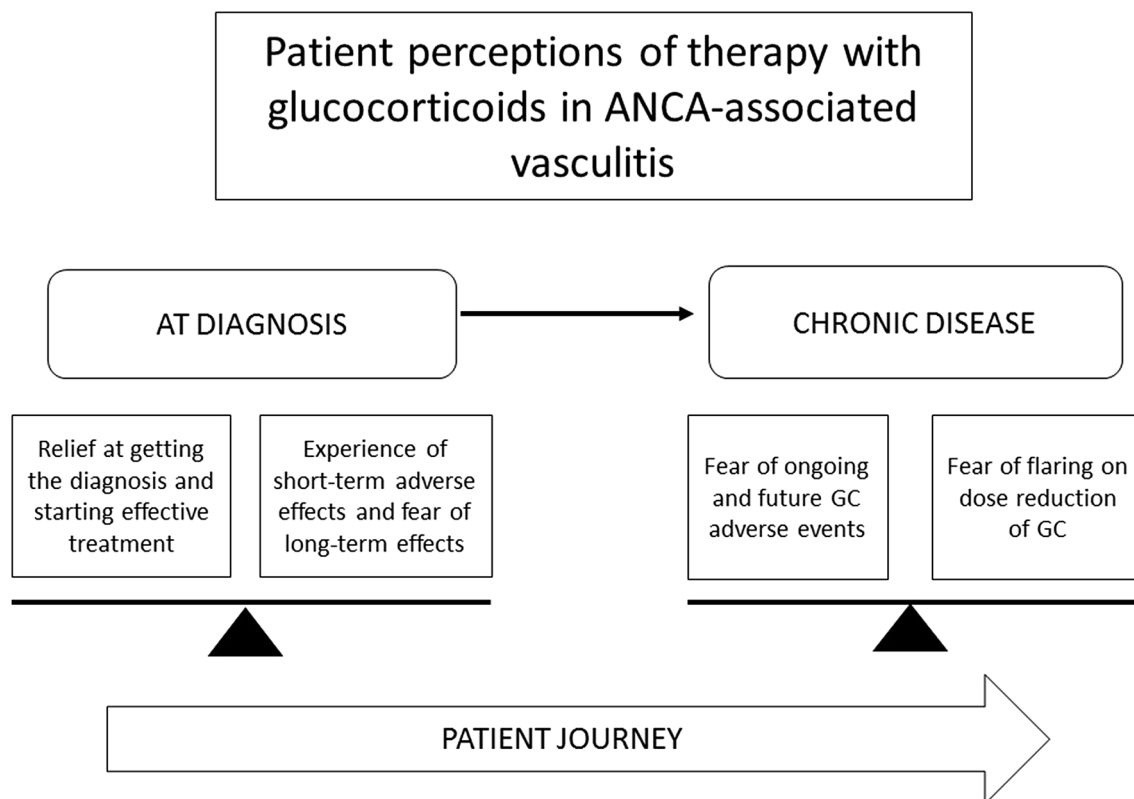 Patient perceptions of therapy with
glucocorticoids in ANCA-associated
vasculitis
AT DIAGNOSIS
CHRONIC DISEASE
Relief at getting
the diagnosis and
starting effective
treatment
Experience of
short-term adverse
effects and fear of
long-term effects
Fear of ongoing
and future GC
adverse events
Fear of flaring on
dose reduction
of GC
PATIENT JOURNEY